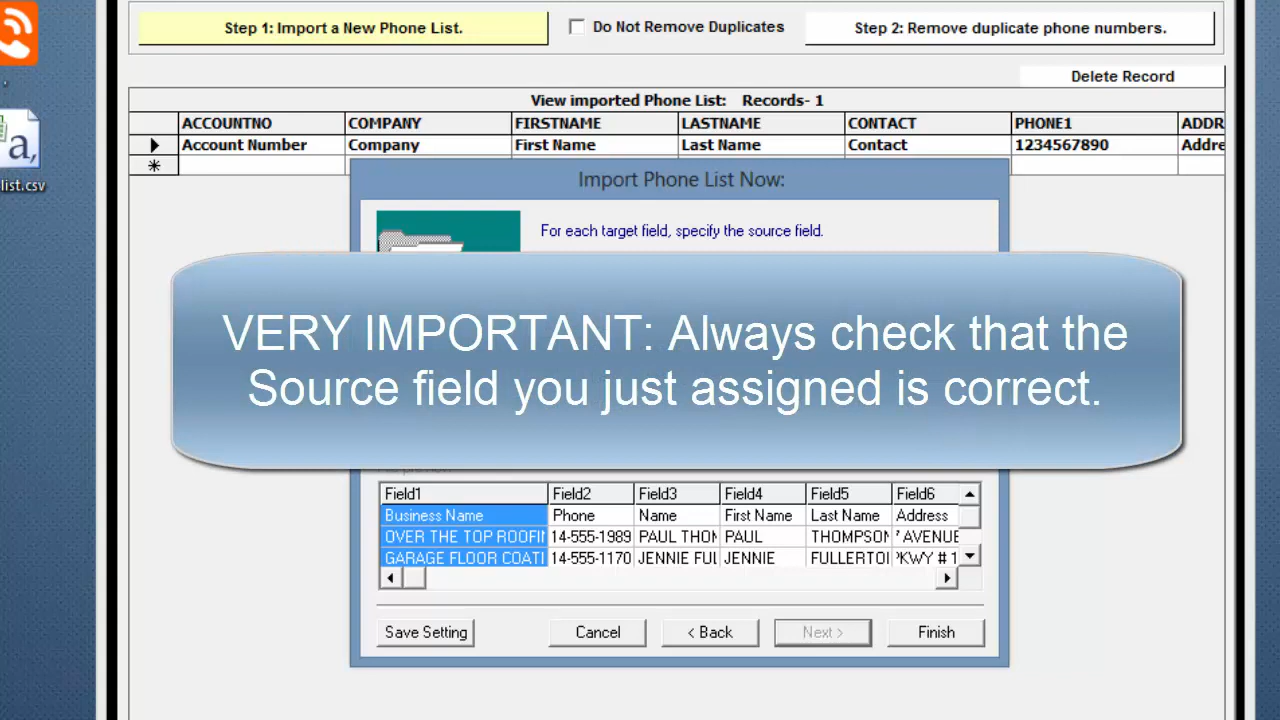 Step 1: Import a New Phone List.
Do Not Remove Duplicates
Step 2: Remove duplicate phone numbers.
Delete Record
View imported Phone List: Records- 1
ACCOUNTNO COMPANY FIRSTNAME LASTNAME CONTACT PHONE1 ADDR
Account Number Company First Name Last Name Contact 1234567890 Addre
a,
list.csv
Import Phone List Now:
For each target field, specify the source field.
VERY IMPORTANT: Always check that the
Source field you just assigned is correct.
Field1 Field2 Field3 Field4 Field5 Field6
Business Name Phone Name First Name Last Name Address
OVER THE TOP ROOFI 14-555-1989 PAUL THOM PAUL THOMPSON AVENUE
GARAGE FLOOR COATI 14-555-1170 JENNIE FUL JENNIE FULLERTO KWY # 1
Save Setting Cancel < Back Next > Finish